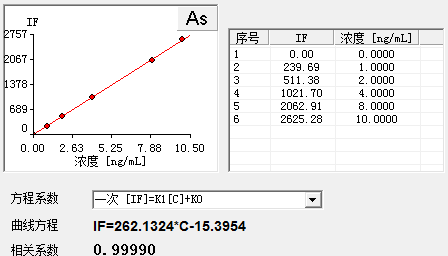 IF
As
2757
2067
1378
689
0
0.00 2.63 5.25 7.88 10.50
浓度 [ng/mL]
序号 IF 浓度 [ng/mL]
1 0.00 0.0000
2 239.69 1.0000
3 511.38 2.0000
4 1021.70 4.0000
5 2062.91 8.0000
6 2625.28 10.0000
方程系数 一次 [IF]=K1[C]+K0
曲线方程 IF=262.1324*C-15.3954
相关系数 0.99990